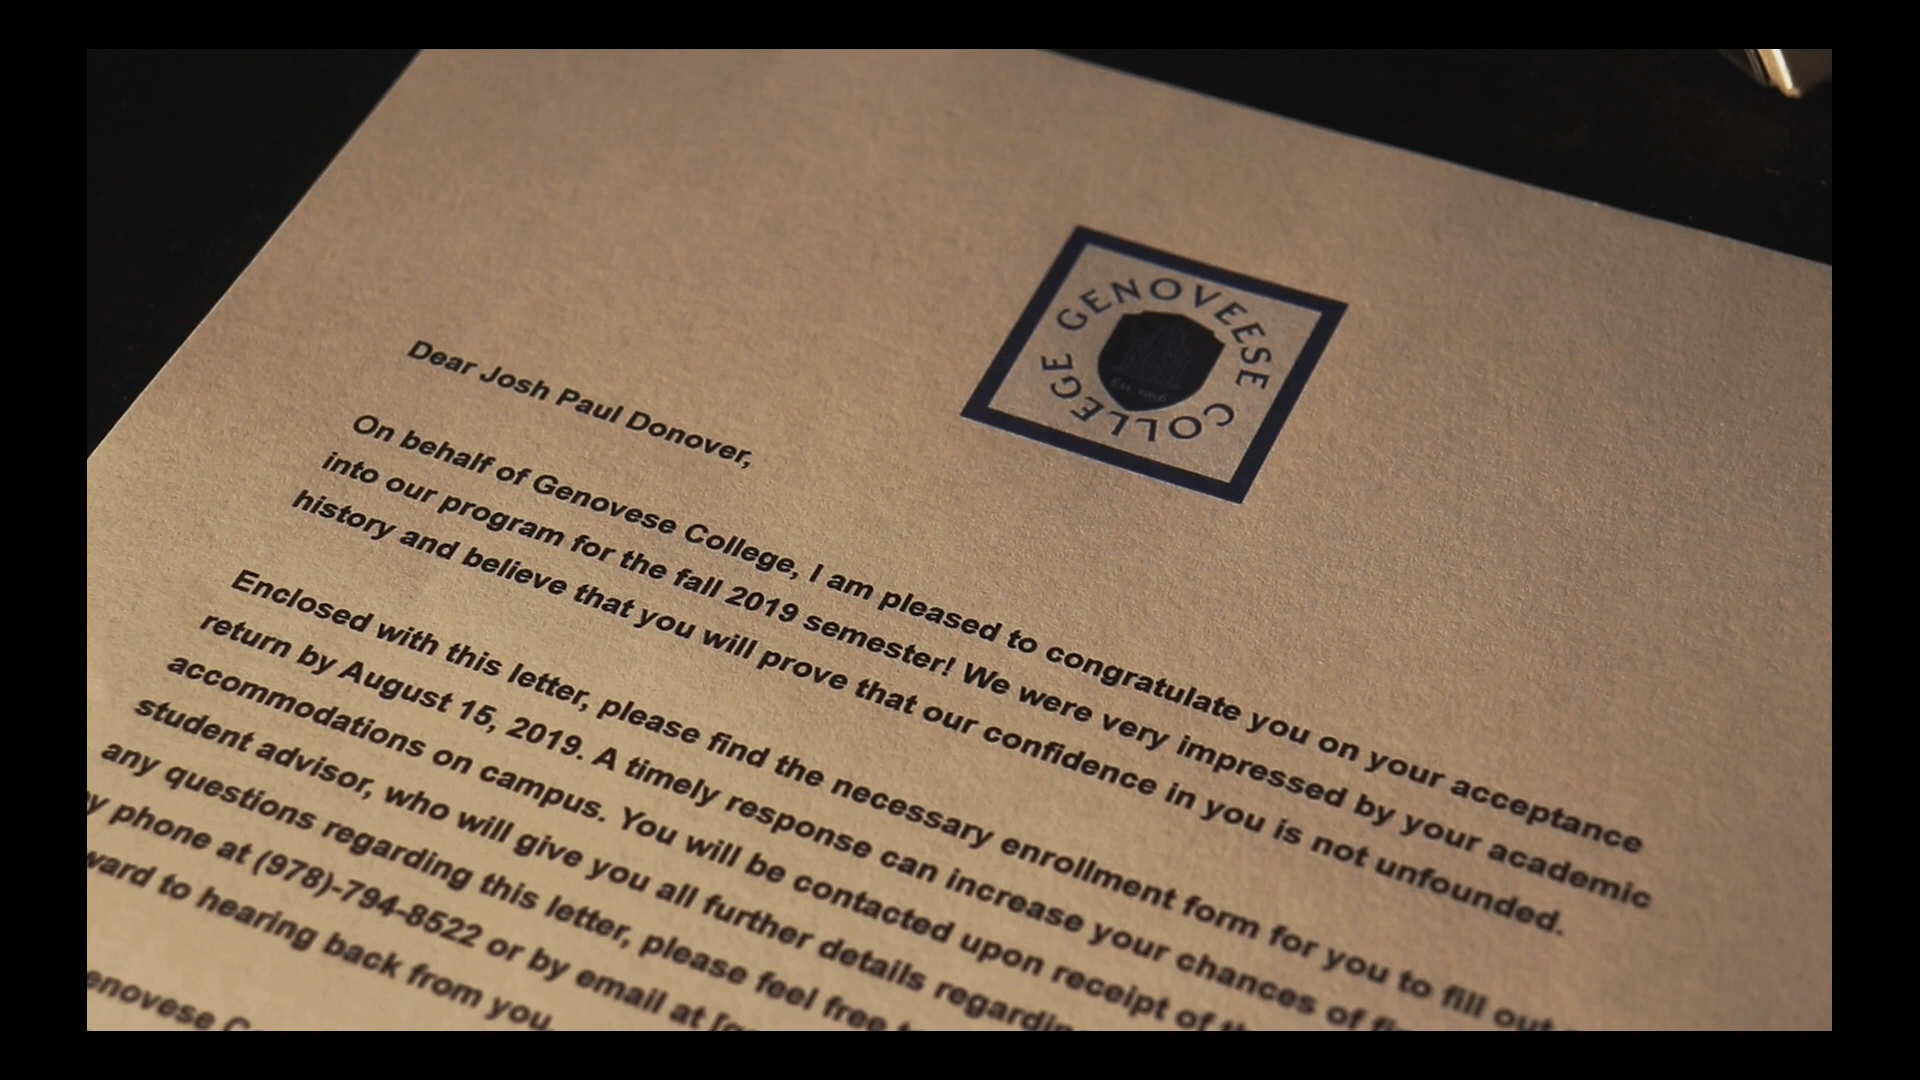 GENOVEESE COLLEGE
Dear Josh Paul Donover,
On behalf of Genovese College, I am pleased to congratulate you on your acceptance
into our program for the fall 2019 semester! We were very impressed by your academic
history and believe that you will prove that our confidence in you is not unfounded.
Enclosed with this letter, please find the necessary enrollment form for you to fill out
return by August 15, 2019. A timely response can increase your chances of
accommodations on campus. You will be contacted upon receipt of
student advisor, who will give you all further details regarding
any questions regarding this letter, please feel free
phone at (978)-794-8522 or by email at
ward to hearing back from you.
enovese